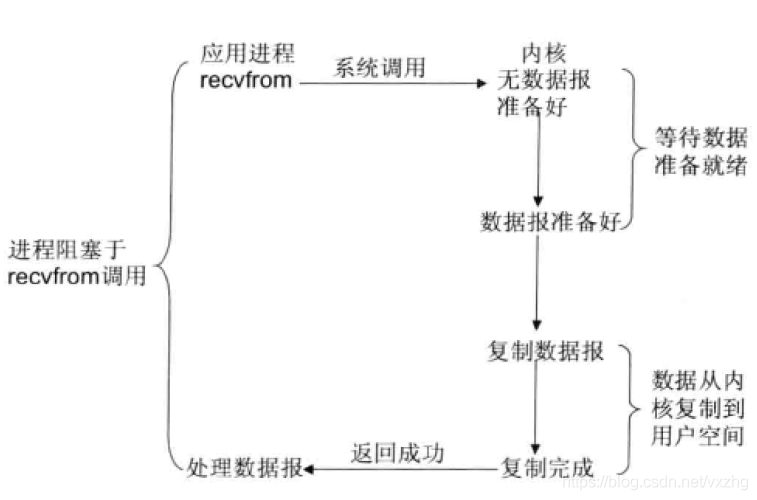 应用进程
recvfrom
系统调用
内核
无数据报
准备好
等待数据
准备就绪
数据报准备好
进程阻塞于
recvfrom调用
复制数据报
数据从内
核复制到
用户空间
处理数据报
返回成功
复制完成
https://blog.csdn.net/vxzhg